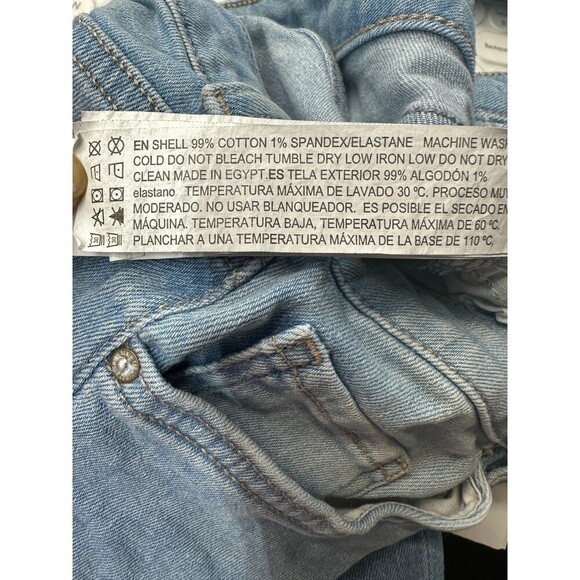 EN SHELL 99% COTTON 1% SPANDEX/ELASTANE MACHINE WASH
COLD DO NOT BLEACH TUMBLE DRY LOW IRON LOW DO NOT DRY
CLEAN MADE IN EGYPT.ES TELA EXTERIOR 99% ALGODÓN 1%
elastano. TEMPERATURA MÁXIMA DE LAVADO 30 ºC. PROCESO MUY
MODERADO. NO USAR BLANQUEADOR. ES POSIBLE EL SECADO EN
MÁQUINA. TEMPERATURA BAJA, TEMPERATURA MÁXIMA DE 60 ºC.
PLANCHAR A UNA TEMPERATURA MÁXIMA DE LA BASE DE 110 ºC,